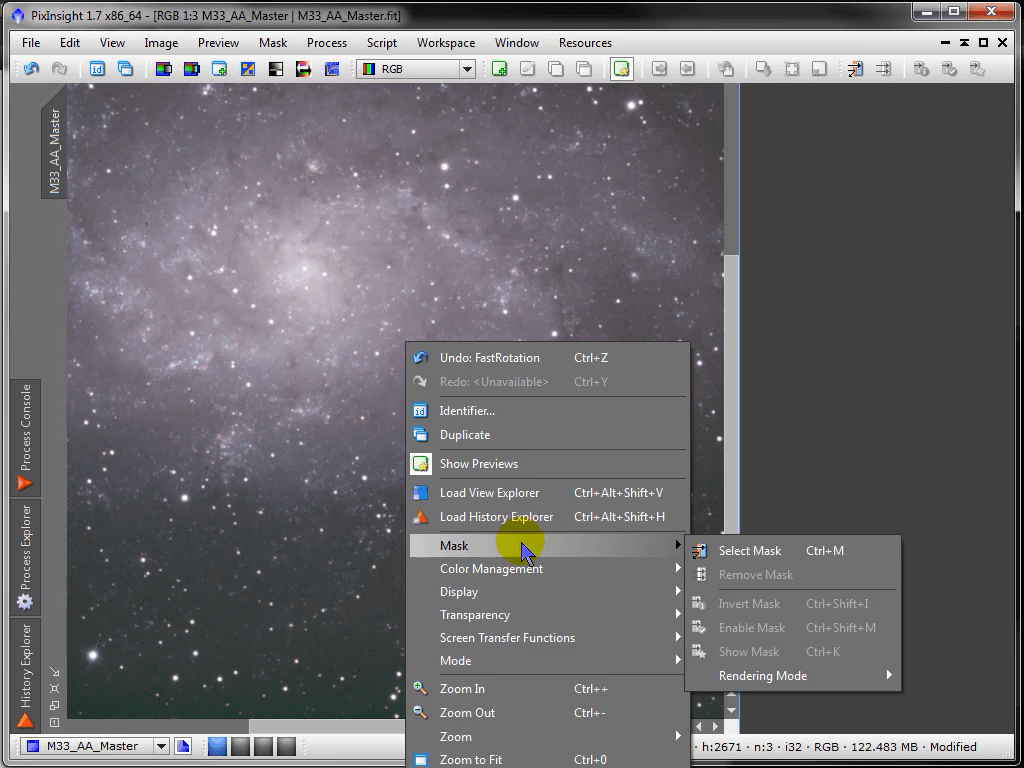 PixInsight 1.7 x86_64 - [RGB 1:3 M33_AA_Master | M33_AA_Master.fit]
File Edit View Image Preview Mask Process Script Workspace Window Resources
RGB
M33_AA_Master
Process Console
Process Explorer
History Explorer
Undo: FastRotation Ctrl+Z
Redo: <Unavailable> Ctrl+Y
Identifier...
Duplicate
Show Previews
Load View Explorer Ctrl+Alt+Shift+V
Load History Explorer Ctrl+Alt+Shift+H
Mask
Color Management
Display
Transparency
Screen Transfer Functions
Mode
Zoom In Ctrl++
Zoom Out Ctrl+-
Zoom
Zoom to Fit Ctrl+0
Select Mask Ctrl+M
Remove Mask
Invert Mask Ctrl+Shift+I
Enable Mask Ctrl+Shift+M
Show Mask Ctrl+K
Rendering Mode
M33_AA_Master
· h:2671 · n:3 · i32 · RGB · 122.483 MB · Modified